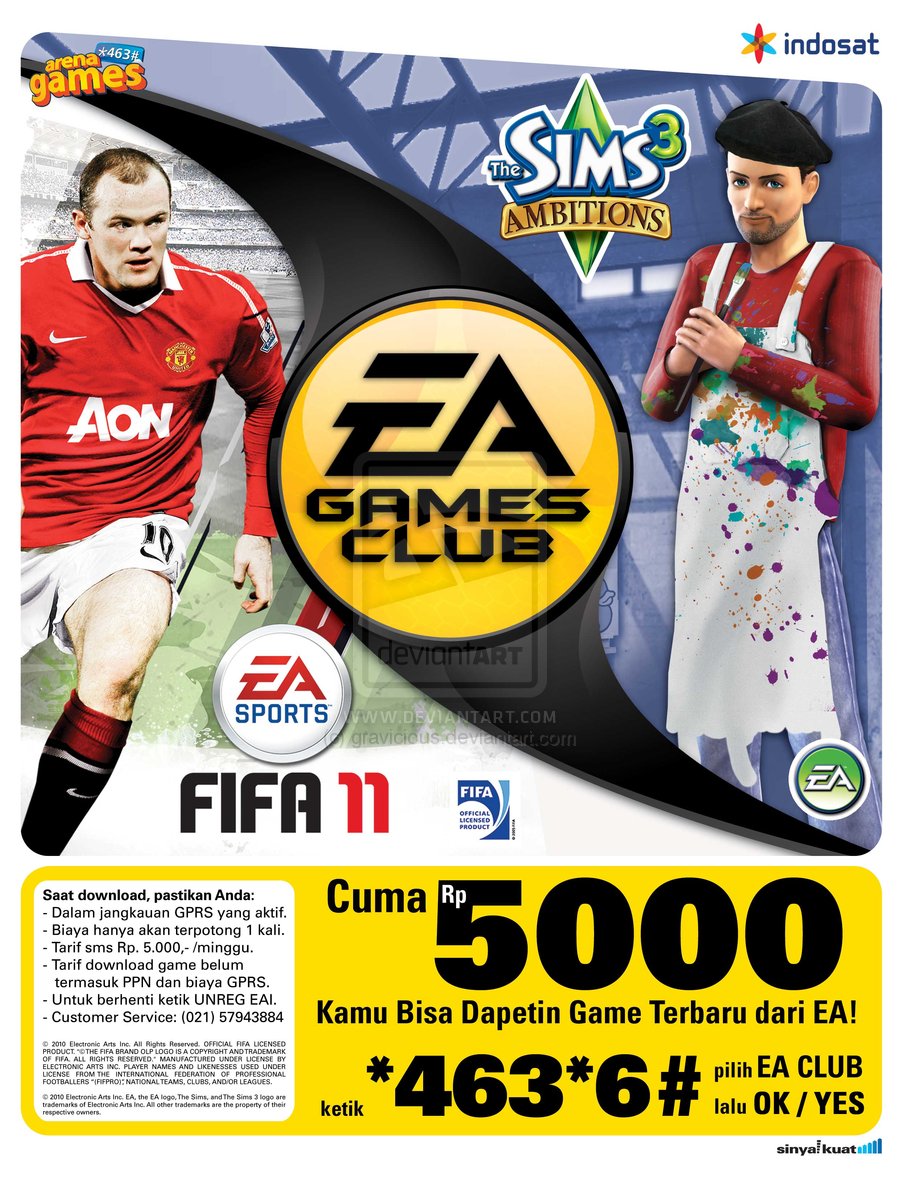 *463#
arena
games
indosat
The SIMS 3™
AMBITIONS
AON
MANCHESTER
UNITED
10
EA
GAMES
CLUB
deviantART
WWW.DEVIANTART.COM
(c) gravicious.deviantart.com
EA
SPORTS™
EA
FIFA 11
FIFA
OFFICIAL
LICENSED
PRODUCT
Saat download, pastikan Anda:
- Dalam jangkauan GPRS yang aktif.
- Biaya hanya akan terpotong 1 kali.
- Tarif sms Rp. 5.000,- /minggu.
- Tarif download game belum
termasuk PPN dan biaya GPRS.
- Untuk berhenti ketik UNREG EAI.
- Customer Service: (021) 57943884
© 2010 Electronic Arts Inc. All Rights Reserved. OFFICIAL FIFA LICENSED
PRODUCT. "© THE FIFA BRAND OLP LOGO IS A COPYRIGHT AND TRADEMARK
OF FIFA. ALL RIGHTS RESERVED." MANUFACTURED UNDER LICENSE BY
ELECTRONIC ARTS INC. PLAYER NAMES AND LIKENESSES USED UNDER
LICENSE FROM THE INTERNATIONAL FEDERATION OF PROFESSIONAL
FOOTBALLERS "(FIFPRO)", NATIONAL TEAMS, CLUBS, AND/OR LEAGUES.
© 2010 Electronic Arts Inc. EA, the EA logo, The Sims, and The Sims 3 logo are
trademarks of Electronic Arts Inc. All other trademarks are the property of their
respective owners.
Cuma Rp 5000
Kamu Bisa Dapetin Game Terbaru dari EA!
ketik *463*6# pilih EA CLUB
lalu OK / YES
sinyal kuat